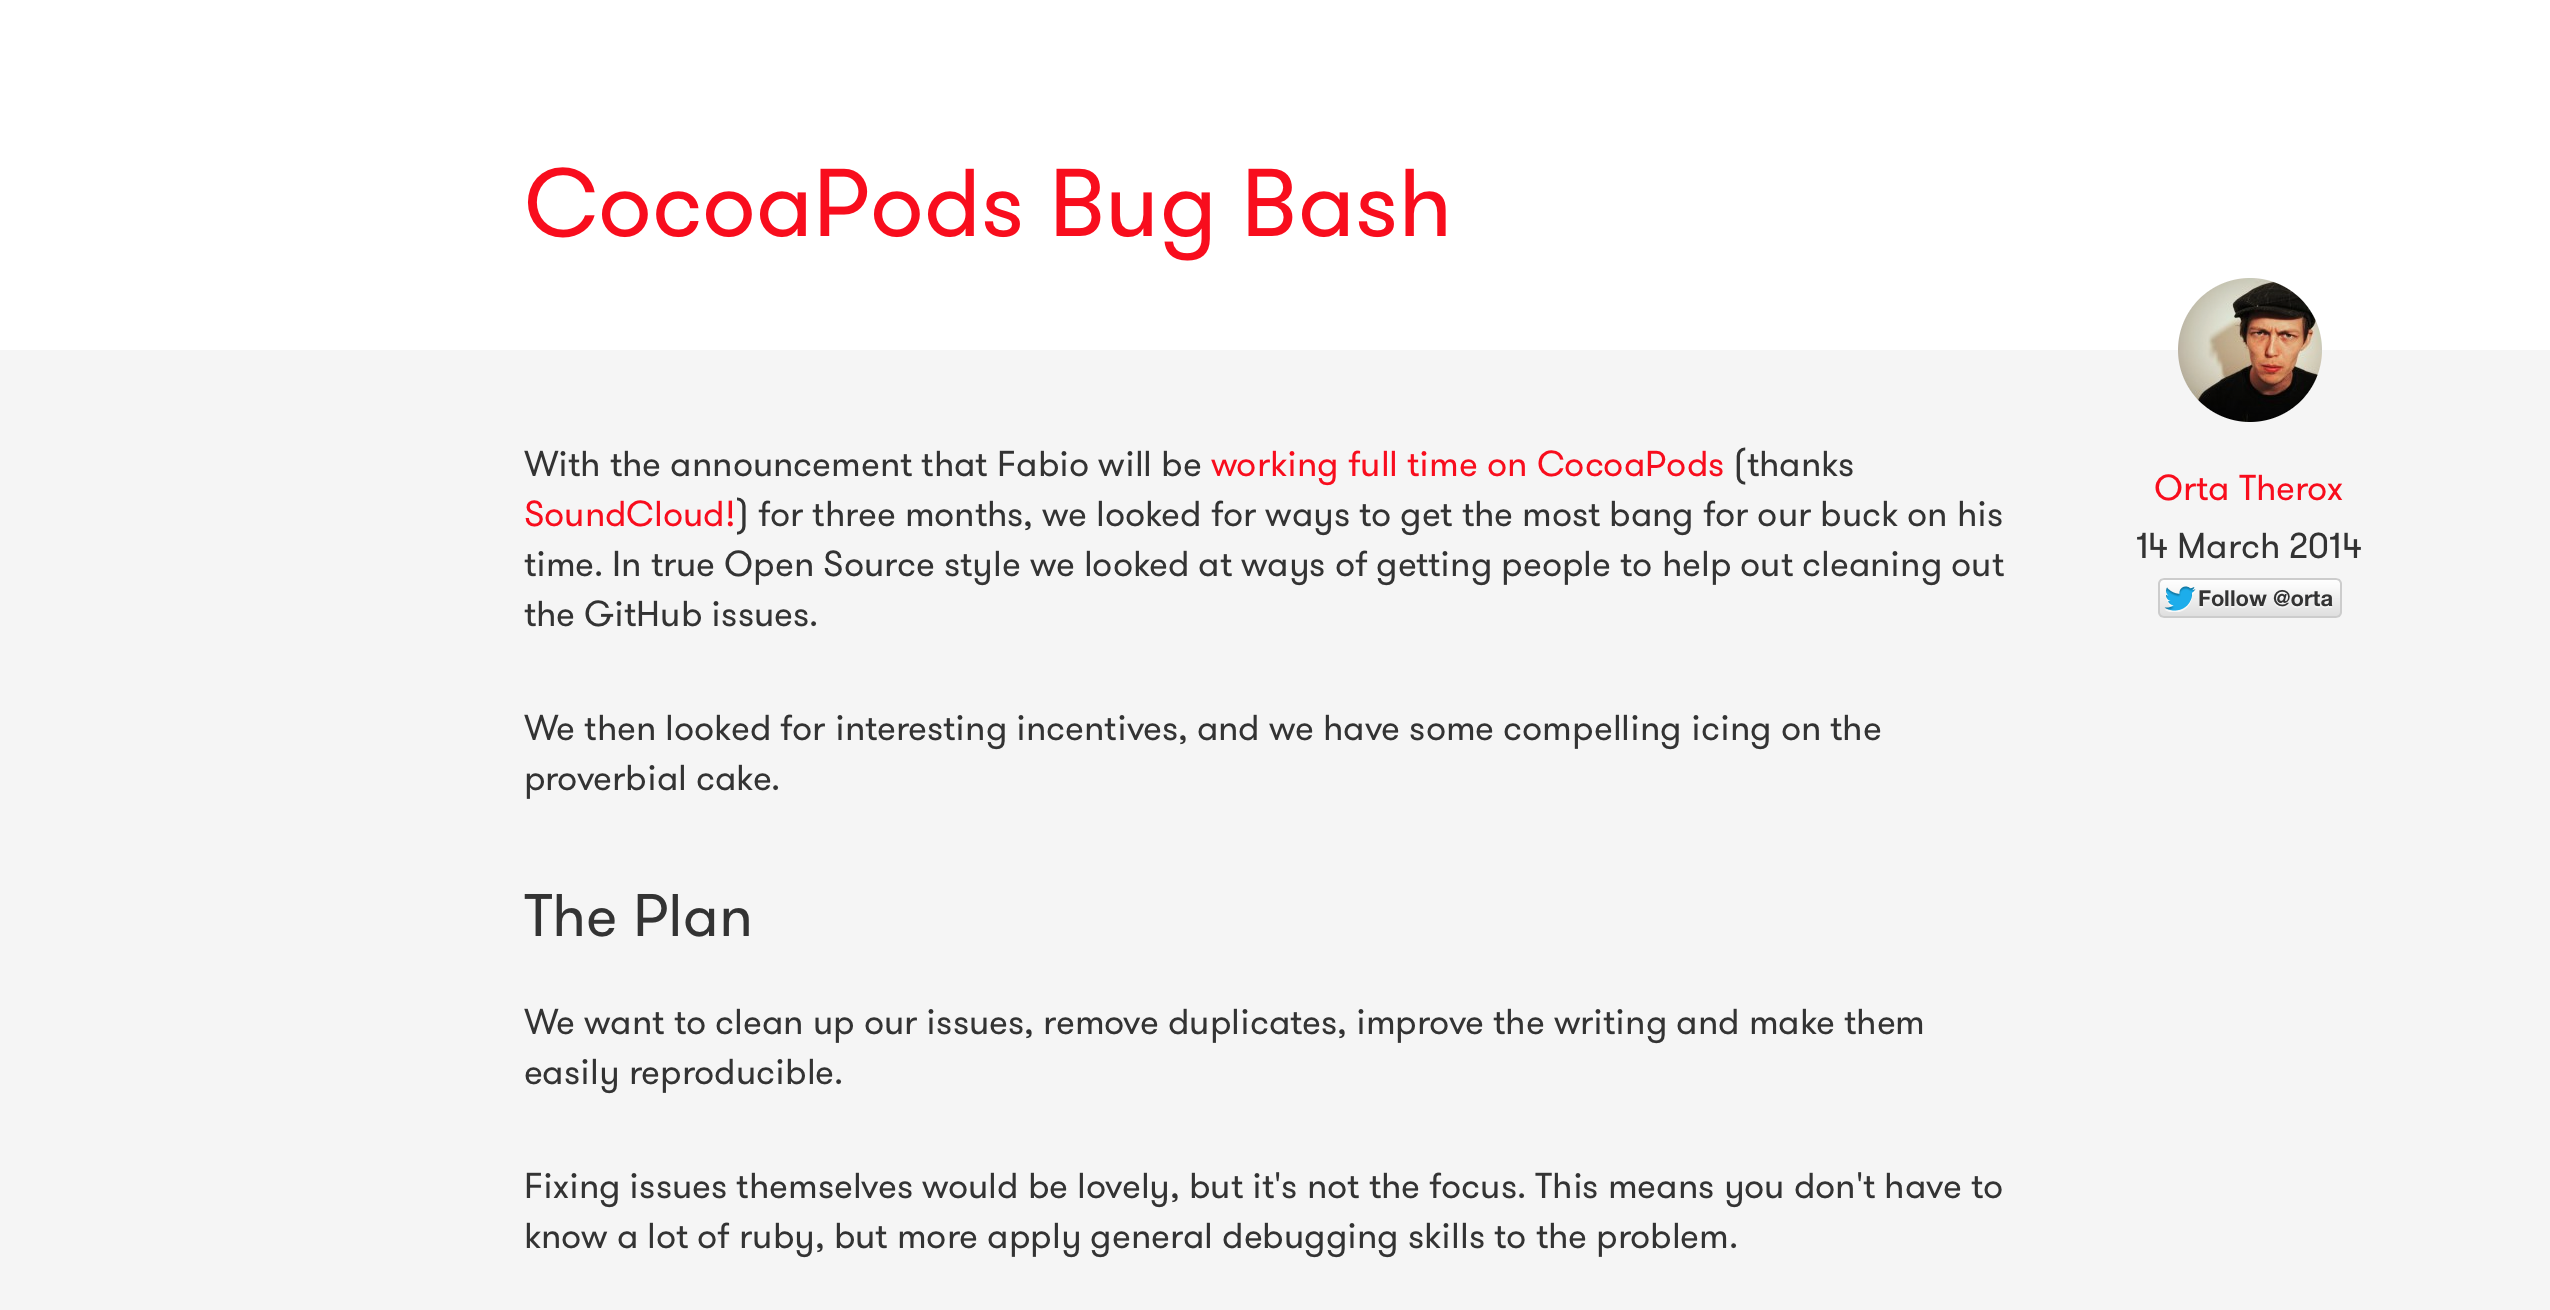 CocoaPods Bug Bash
With the announcement that Fabio will be working full time on CocoaPods (thanks
SoundCloud!) for three months, we looked for ways to get the most bang for our buck on his
time. In true Open Source style we looked at ways of getting people to help out cleaning out
the GitHub issues.
We then looked for interesting incentives, and we have some compelling icing on the
proverbial cake.
The Plan
We want to clean up our issues, remove duplicates, improve the writing and make them
easily reproducible.
Fixing issues themselves would be lovely, but it's not the focus. This means you don't have to
know a lot of ruby, but more apply general debugging skills to the problem.
Orta Therox
14 March 2014
Follow @orta